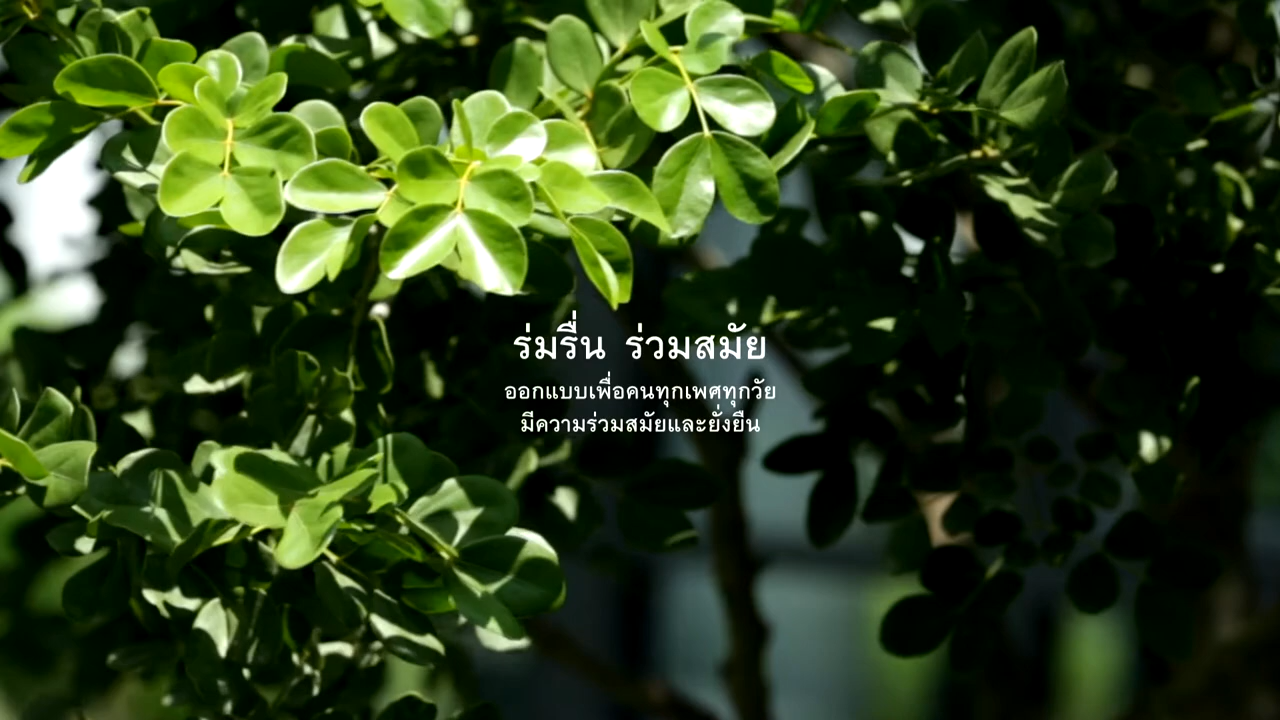 ร่มรื่น ร่วมสมัย
ออกแบบเพื่อคนทุกเพศทุกวัย
มีความร่วมสมัยและยั่งยืน